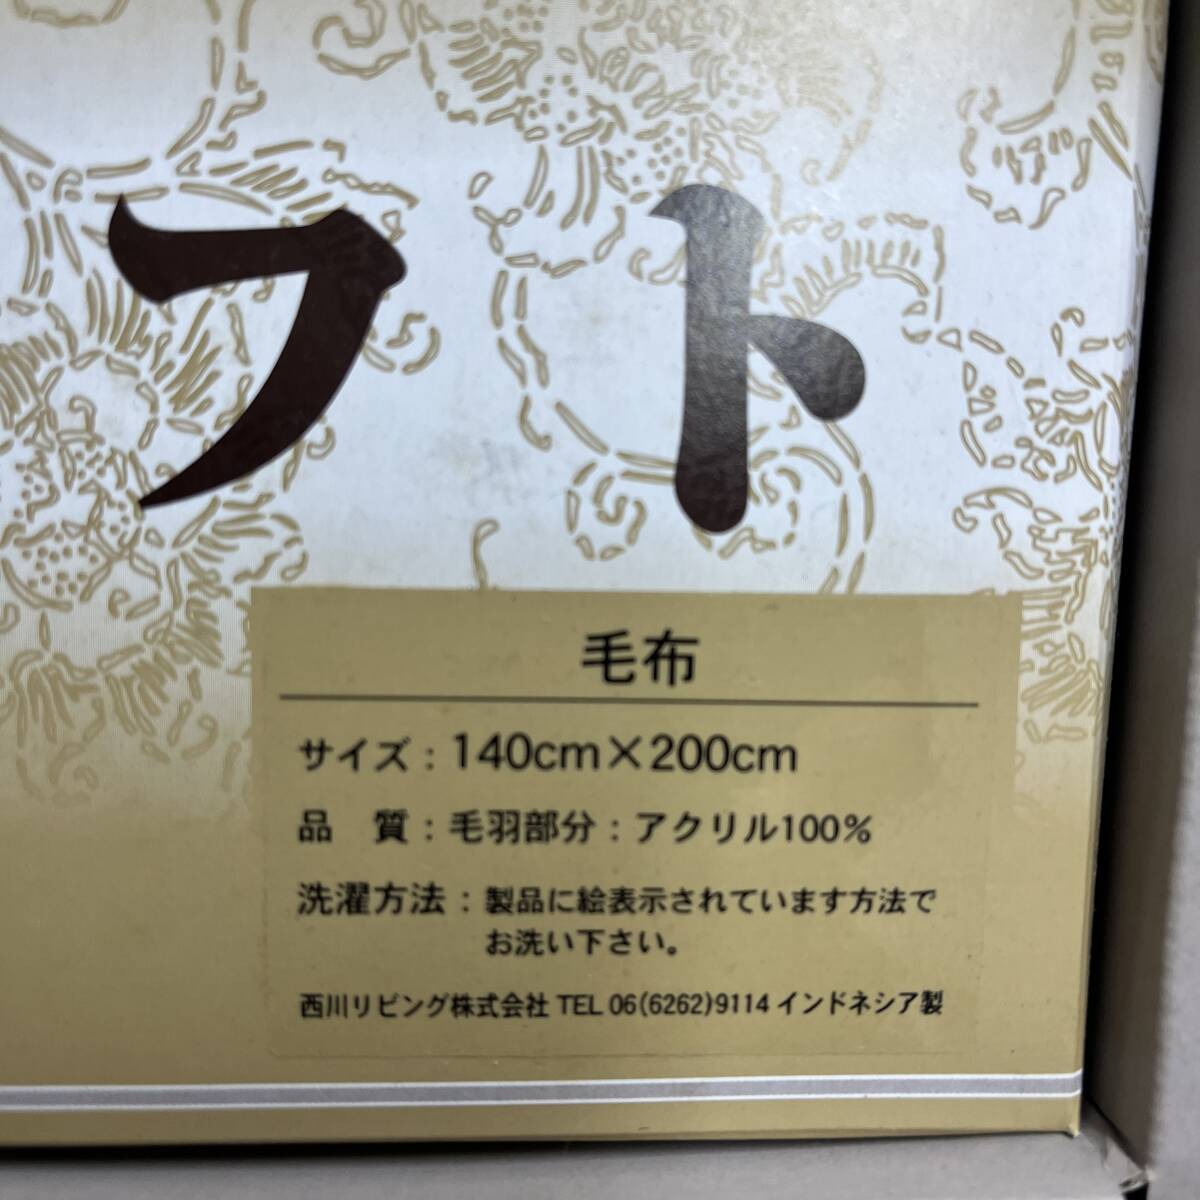 フト
毛布
サイズ：140cm×200cm
品　質：毛羽部分：アクリル100%
洗濯方法：製品に絵表示されています方法で
お洗い下さい。
西川リビング株式会社 TEL 06(6262)9114 インドネシア製